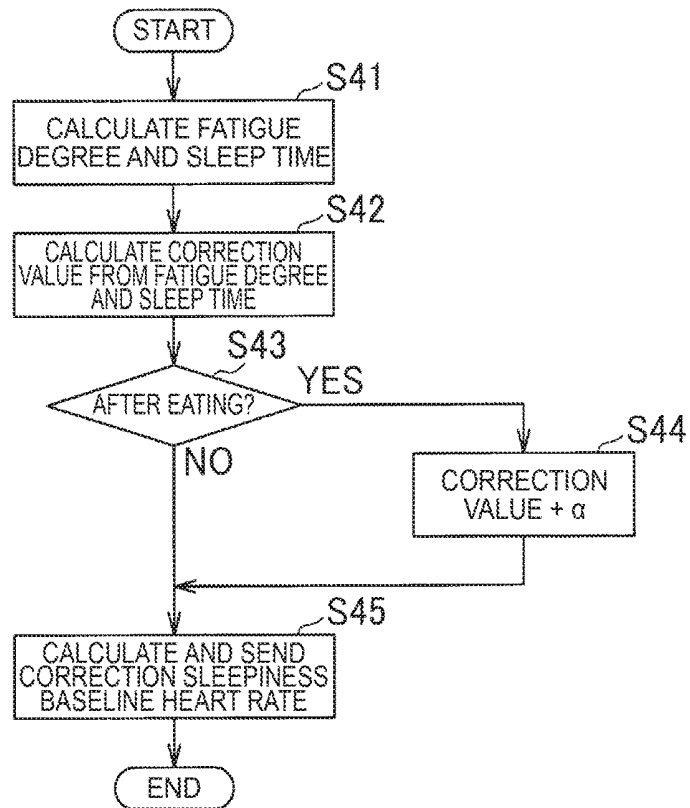 START
S41
CALCULATE FATIGUE
DEGREE AND SLEEP TIME
S42
CALCULATE CORRECTION
VALUE FROM FATIGUE DEGREE
AND SLEEP TIME
S43
AFTER EATING?
YES
NO
S44
CORRECTION
VALUE + α
S45
CALCULATE AND SEND
CORRECTION SLEEPINESS
BASELINE HEART RATE
END